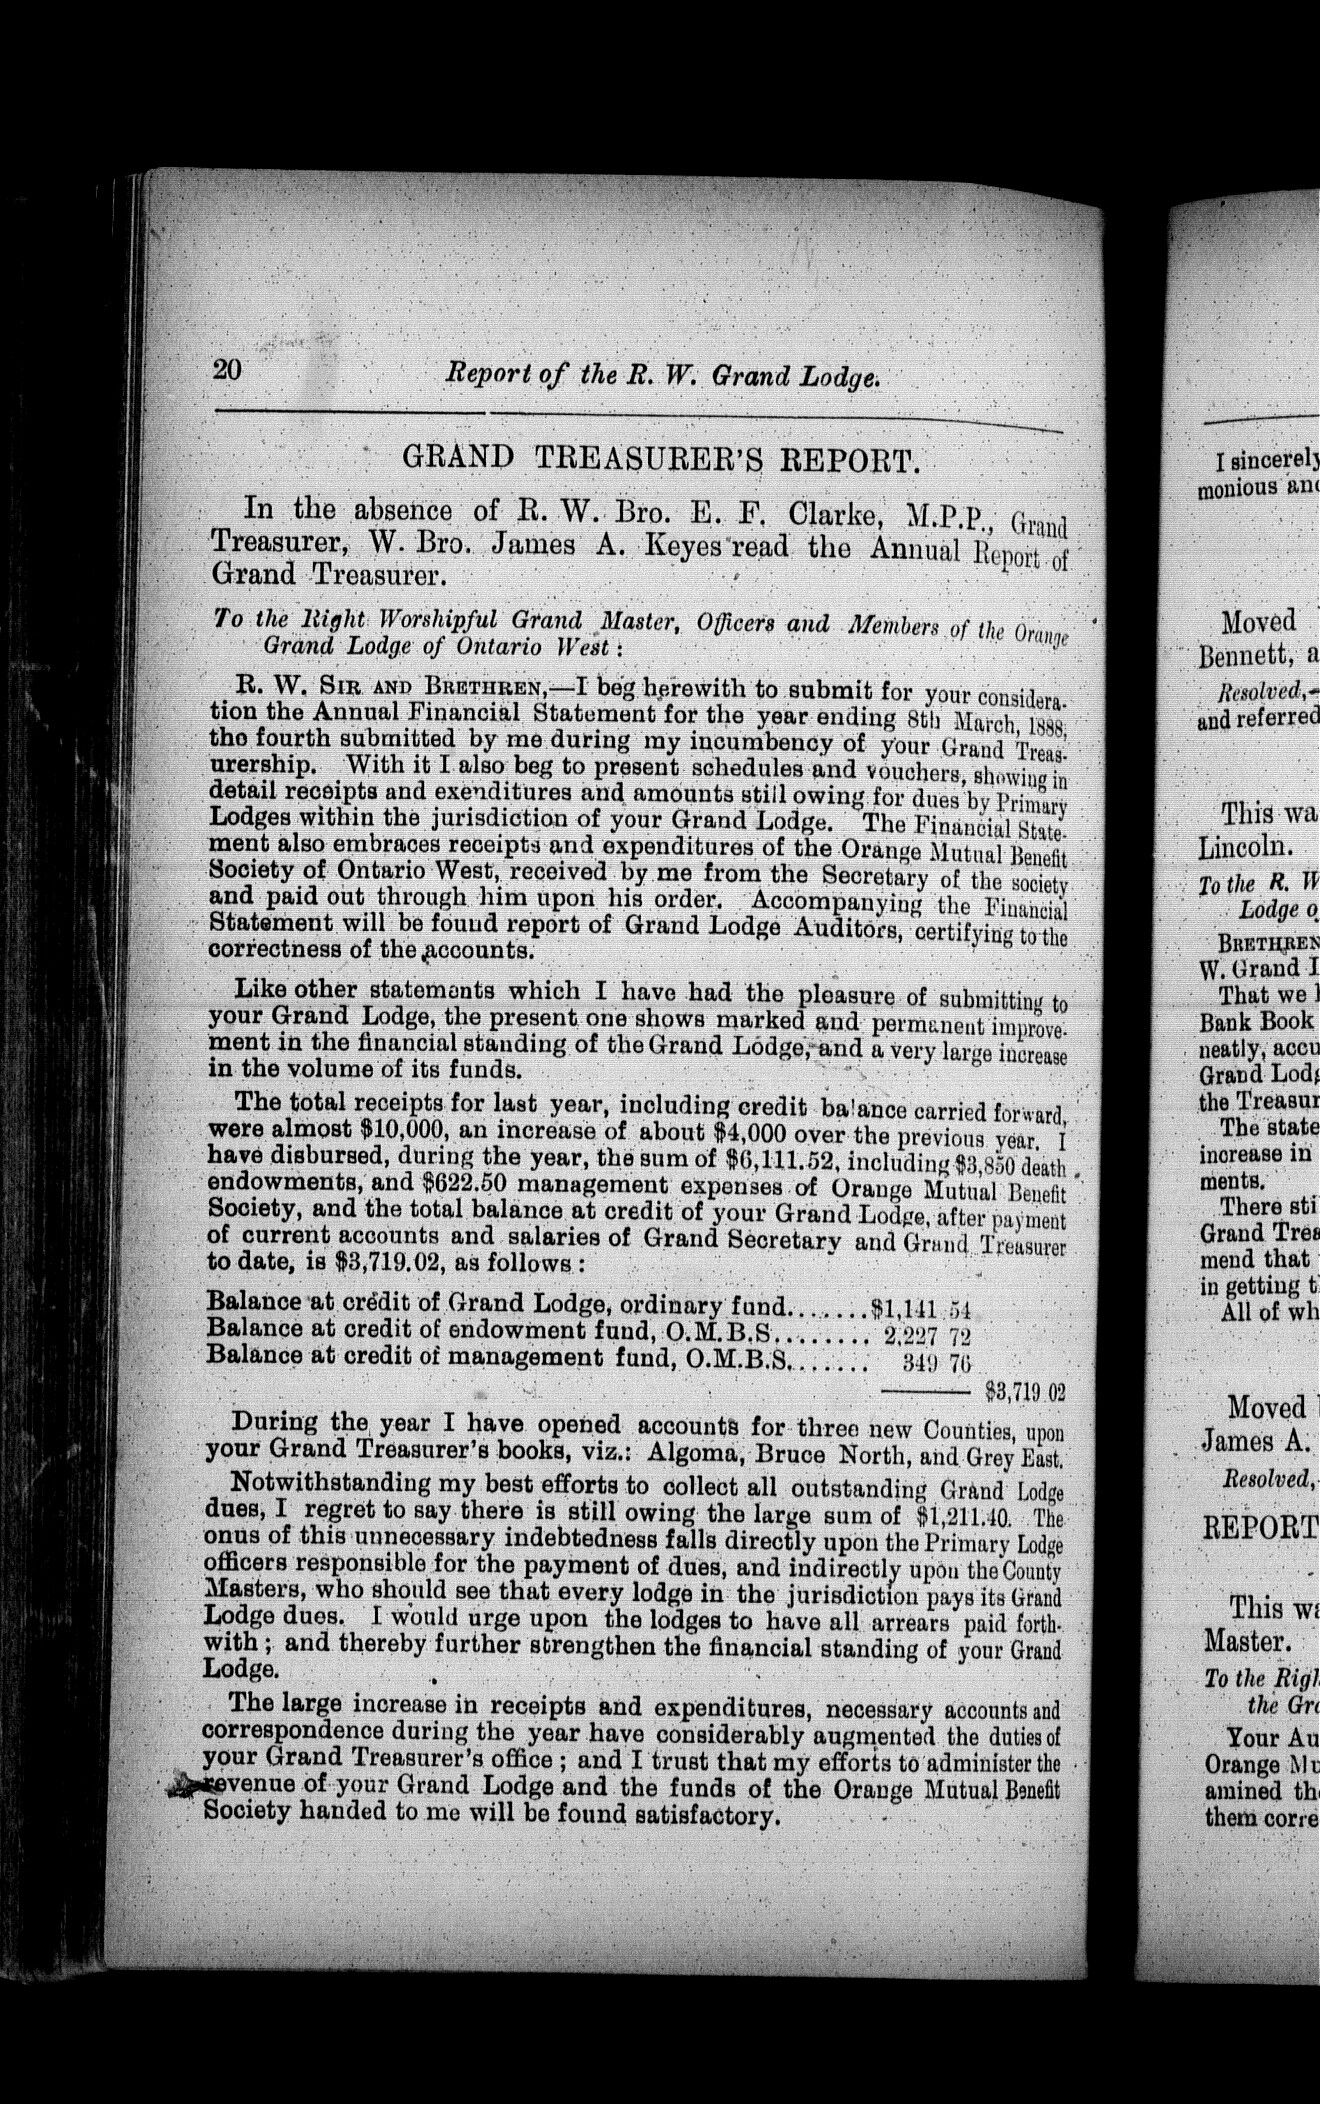 20
Report of the R. W. Grand Lodge.
GRAND TREASURER'S REPORT.
In the absence of R. W. Bro. E. F. Clarke, M.P.P., Grand
Treasurer, W. Bro. James A. Keyes read the Annual Report of
Grand Treasurer.
To the Right Worshipful Grand Master, Officers and Members of the Orange
Grand Lodge of Ontario West :
R. W. SIR AND BRETHREN,—I beg herewith to submit for your considera-
tion the Annual Financial Statement for the year ending 8th March, 1888,
the fourth submitted by me during my incumbency of your Grand Treas-
urership. With it I also beg to present schedules and vouchers, showing in
detail receipts and exenditures and amounts still owing for dues by Primary
Lodges within the jurisdiction of your Grand Lodge. The Financial State-
ment also embraces receipts and expenditures of the Orange Mutual Benefit
Society of Ontario West, received by me from the Secretary of the society
and paid out through him upon his order. Accompanying the Financial
Statement will be found report of Grand Lodge Auditors, certifying to the
correctness of the accounts.
Like other statements which I have had the pleasure of submitting to
your Grand Lodge, the present one shows marked and permanent improve-
ment in the financial standing of the Grand Lodge, and a very large increase
in the volume of its funds.
The total receipts for last year, including credit balance carried forward,
were almost $10,000, an increase of about $4,000 over the previous year. I
have disbursed, during the year, the sum of $6,111.52, including $3,850 death
endowments, and $622.50 management expenses of Orange Mutual Benefit
Society, and the total balance at credit of your Grand Lodge, after payment
of current accounts and salaries of Grand Secretary and Grand Treasurer
to date, is $3,719.02, as follows :
Balance at credit of Grand Lodge, ordinary fund........$1,141 54
Balance at credit of endowment fund, O.M.B.S........ 2,227 72
Balance at credit of management fund, O.M.B.S....... 349 76
$3,719 02
During the year I have opened accounts for three new Counties, upon
your Grand Treasurer's books, viz.: Algoma, Bruce North, and Grey East.
Notwithstanding my best efforts to collect all outstanding Grand Lodge
dues, I regret to say there is still owing the large sum of $1,211.40. The
onus of this unnecessary indebtedness falls directly upon the Primary Lodge
officers responsible for the payment of dues, and indirectly upon the County
Masters, who should see that every lodge in the jurisdiction pays its Grand
Lodge dues. I would urge upon the lodges to have all arrears paid forth-
with ; and thereby further strengthen the financial standing of your Grand
Lodge.
The large increase in receipts and expenditures, necessary accounts and
correspondence during the year have considerably augmented the duties of
your Grand Treasurer's office ; and I trust that my efforts to administer the
revenue of your Grand Lodge and the funds of the Orange Mutual Benefit
Society handed to me will be found satisfactory.
I sincerely
monious
Moved
Bennett, a
Resolved,—
and referred
This wa
Lincoln.
To the R. W
Lodge o
BRETHREN
W. Grand
That we
Bank Book
neatly, accu
Grand Lodg
the Treasur
The state
increase in
ments.
There sti
Grand Trea
mend that
in getting t
All of wh
Moved
James A.
Resolved,
REPORT
This wa
Master.
To the Righ
the Gra
Your Au
Orange Mu
amined the
them corre